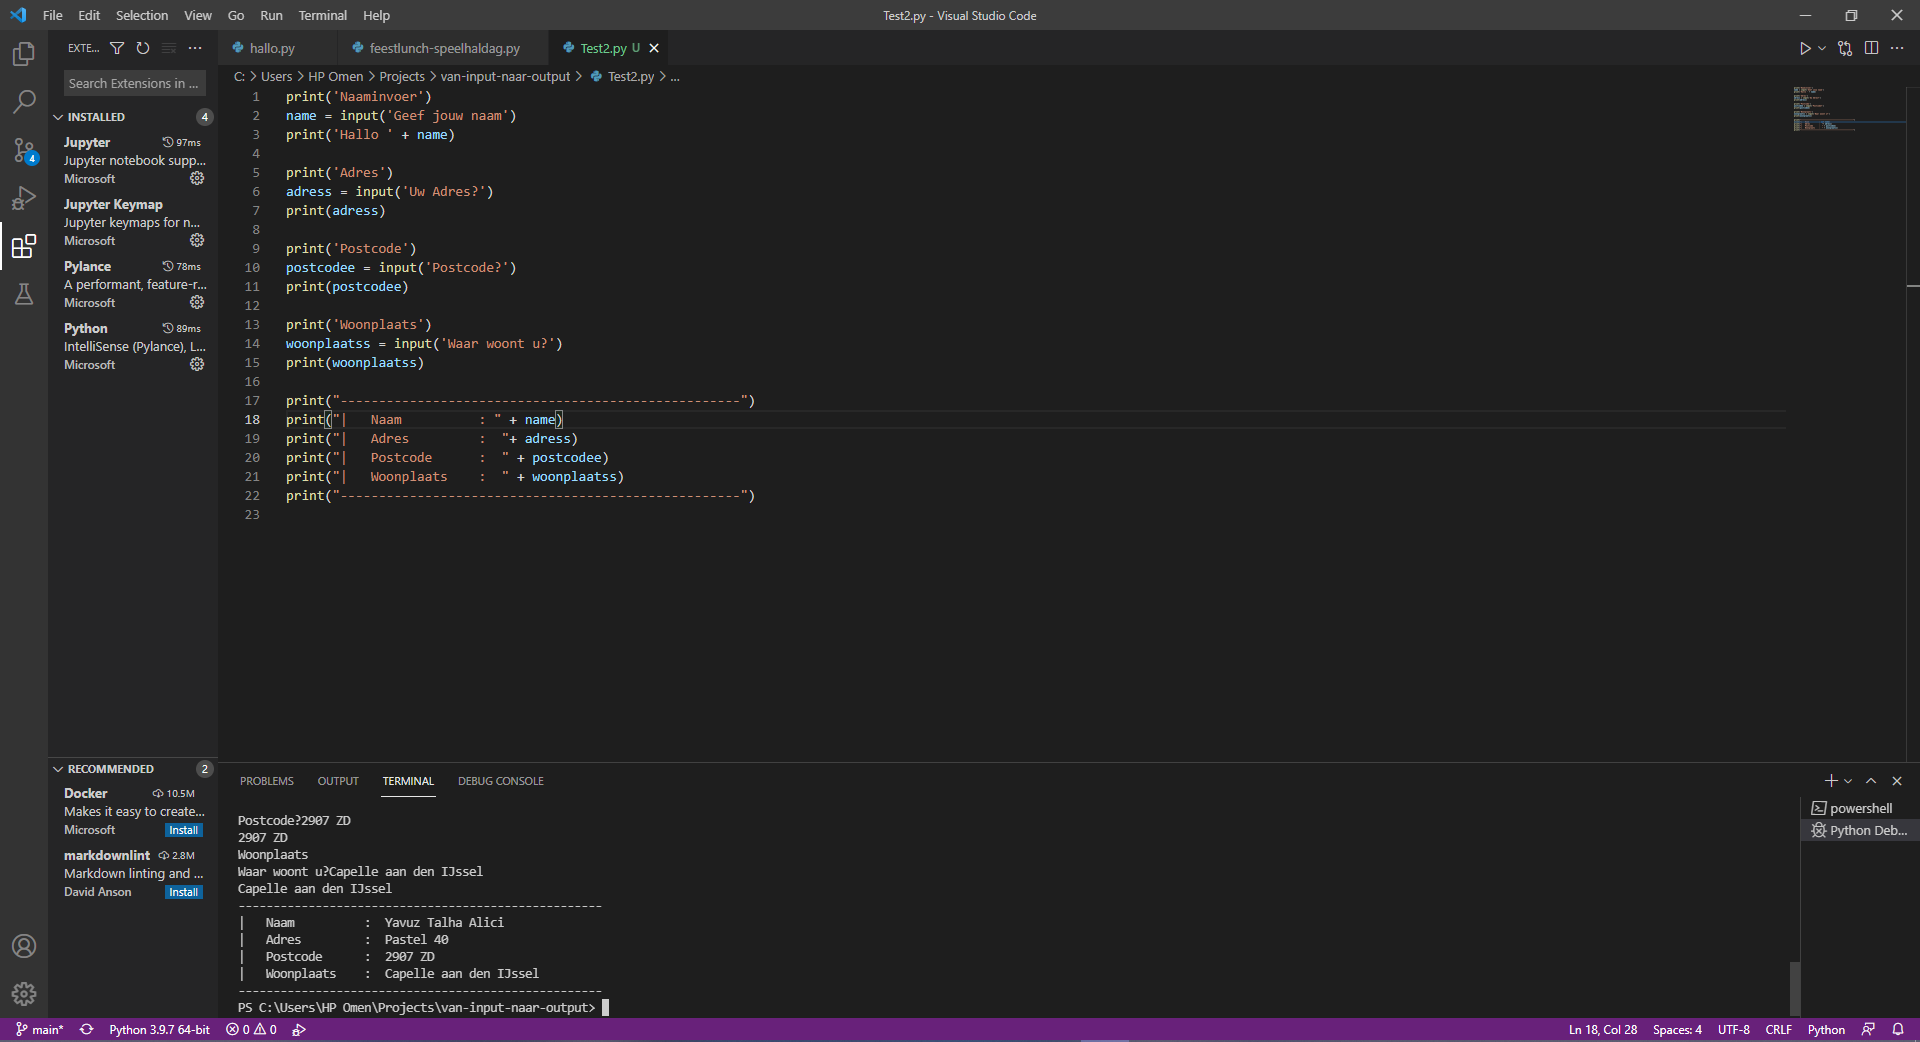 File Edit Selection View Go Run Terminal Help
Test2.py - Visual Studio Code
EXTE...
Search Extensions in ...
INSTALLED 4
Jupyter 97ms
Jupyter notebook supp...
Microsoft
Jupyter Keymap
Jupyter keymaps for n...
Microsoft
Pylance 78ms
A performant, feature-r...
Microsoft
Python 89ms
IntelliSense (Pylance), L...
Microsoft
4
RECOMMENDED 2
Docker 10.5M
Makes it easy to create...
Microsoft Install
markdownlint 2.8M
Markdown linting and ...
David Anson Install
hallo.py feestlunch-speelhaldag.py Test2.py U
C: > Users > HP Omen > Projects > van-input-naar-output > Test2.py > ...
1 print('Naaminvoer')
2 name = input('Geef jouw naam')
3 print('Hallo ' + name)
4
5 print('Adres')
6 adress = input('Uw Adres?')
7 print(adress)
8
9 print('Postcode')
10 postcodee = input('Postcode?')
11 print(postcodee)
12
13 print('Woonplaats')
14 woonplaatss = input('Waar woont u?')
15 print(woonplaatss)
16
17 print("----------------------------------------------------")
18 print("|   Naam          : " + name)
19 print("|   Adres         :  "+ adress)
20 print("|   Postcode      :  " + postcodee)
21 print("|   Woonplaats    :  " + woonplaatss)
22 print("----------------------------------------------------")
23
PROBLEMS OUTPUT TERMINAL DEBUG CONSOLE
Postcode?2907 ZD
2907 ZD
Woonplaats
Waar woont u?Capelle aan den IJssel
Capelle aan den IJssel
----------------------------------------------------
|   Naam          :  Yavuz Talha Alici
|   Adres         :  Pastel 40
|   Postcode      :  2907 ZD
|   Woonplaats    :  Capelle aan den IJssel
----------------------------------------------------
PS C:\Users\HP Omen\Projects\van-input-naar-output>
powershell
Python Deb...
main* Python 3.9.7 64-bit 0 0
Ln 18, Col 28 Spaces: 4 UTF-8 CRLF Python